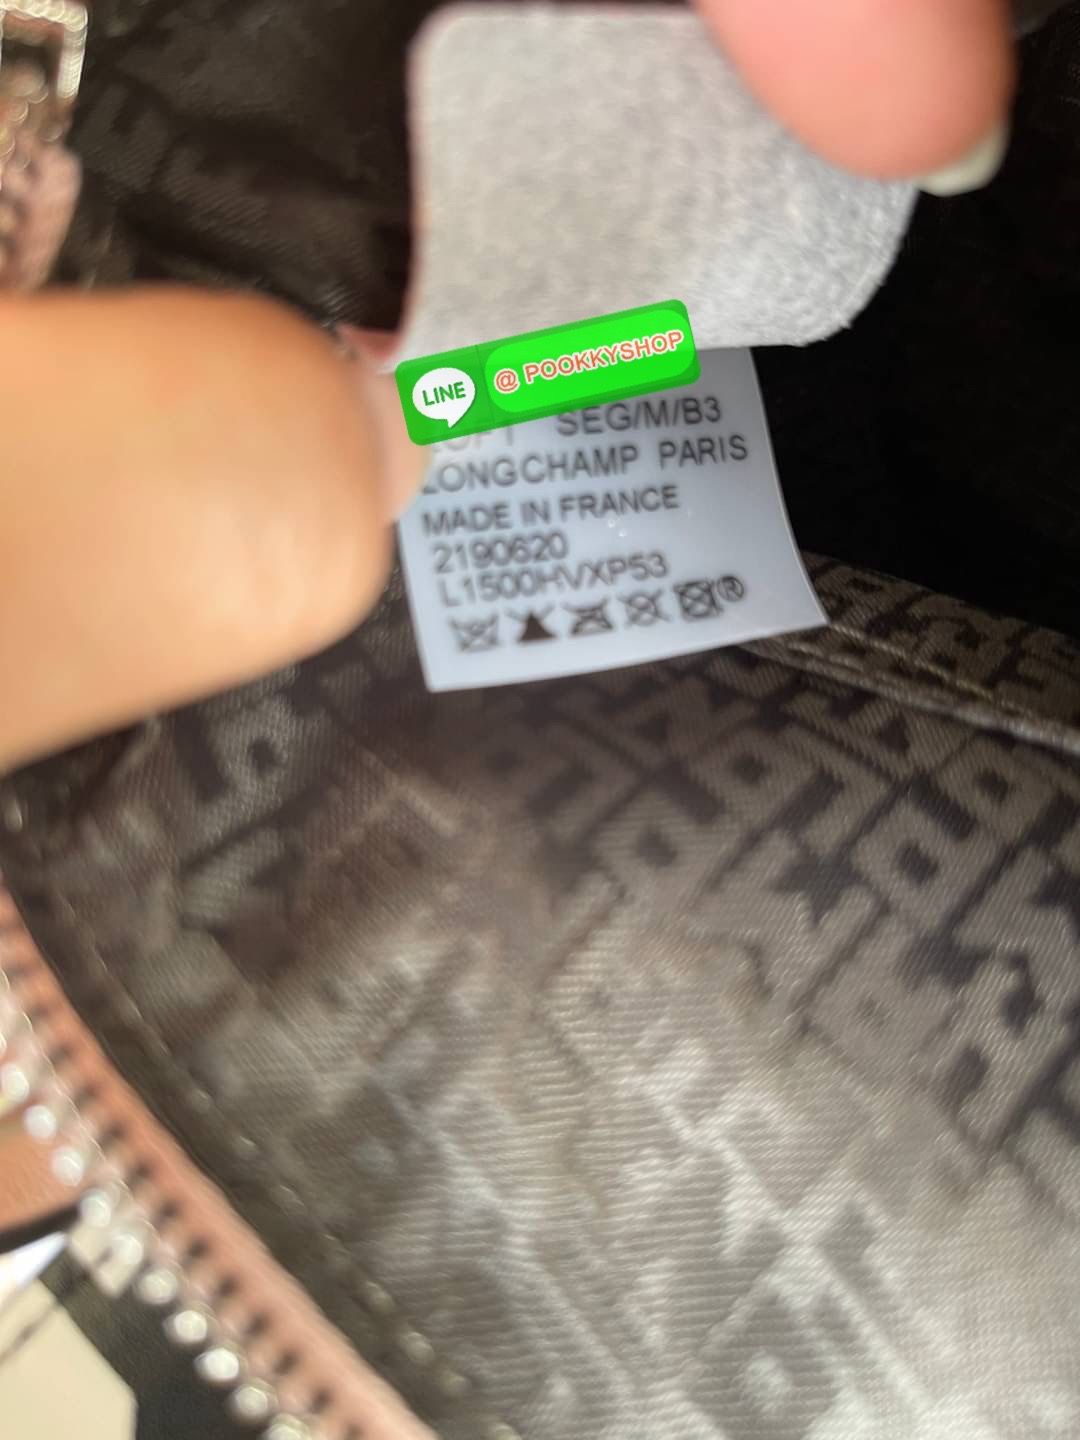 LINE @ POOKKYSHOP
SEG/M/B3
LONGCHAMP PARIS
MADE IN FRANCE
2190620
L1500HVXP53
®